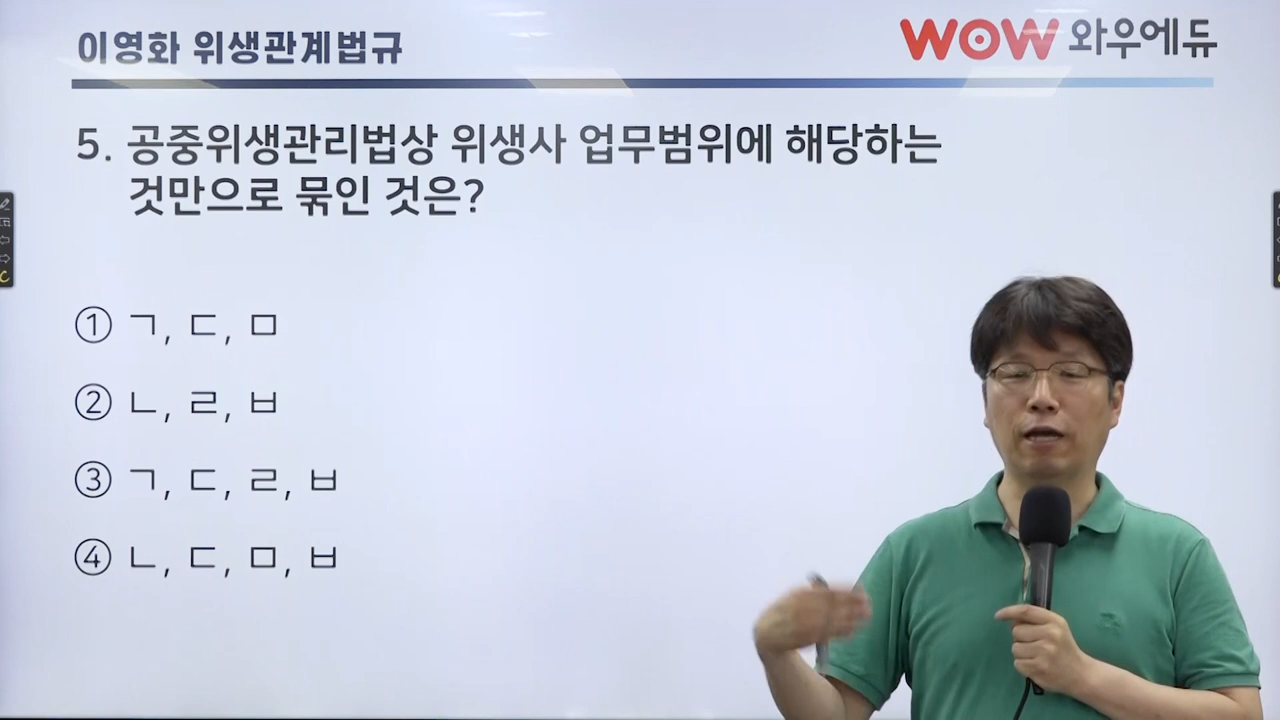 이영화 위생관계법규
WOW 와우에듀
5. 공중위생관리법상 위생사 업무범위에 해당하는
것만으로 묶인 것은?
① ㄱ, ㄷ, ㅁ
② ㄴ, ㄹ, ㅂ
③ ㄱ, ㄷ, ㄹ, ㅂ
④ ㄴ, ㄷ, ㅁ, ㅂ